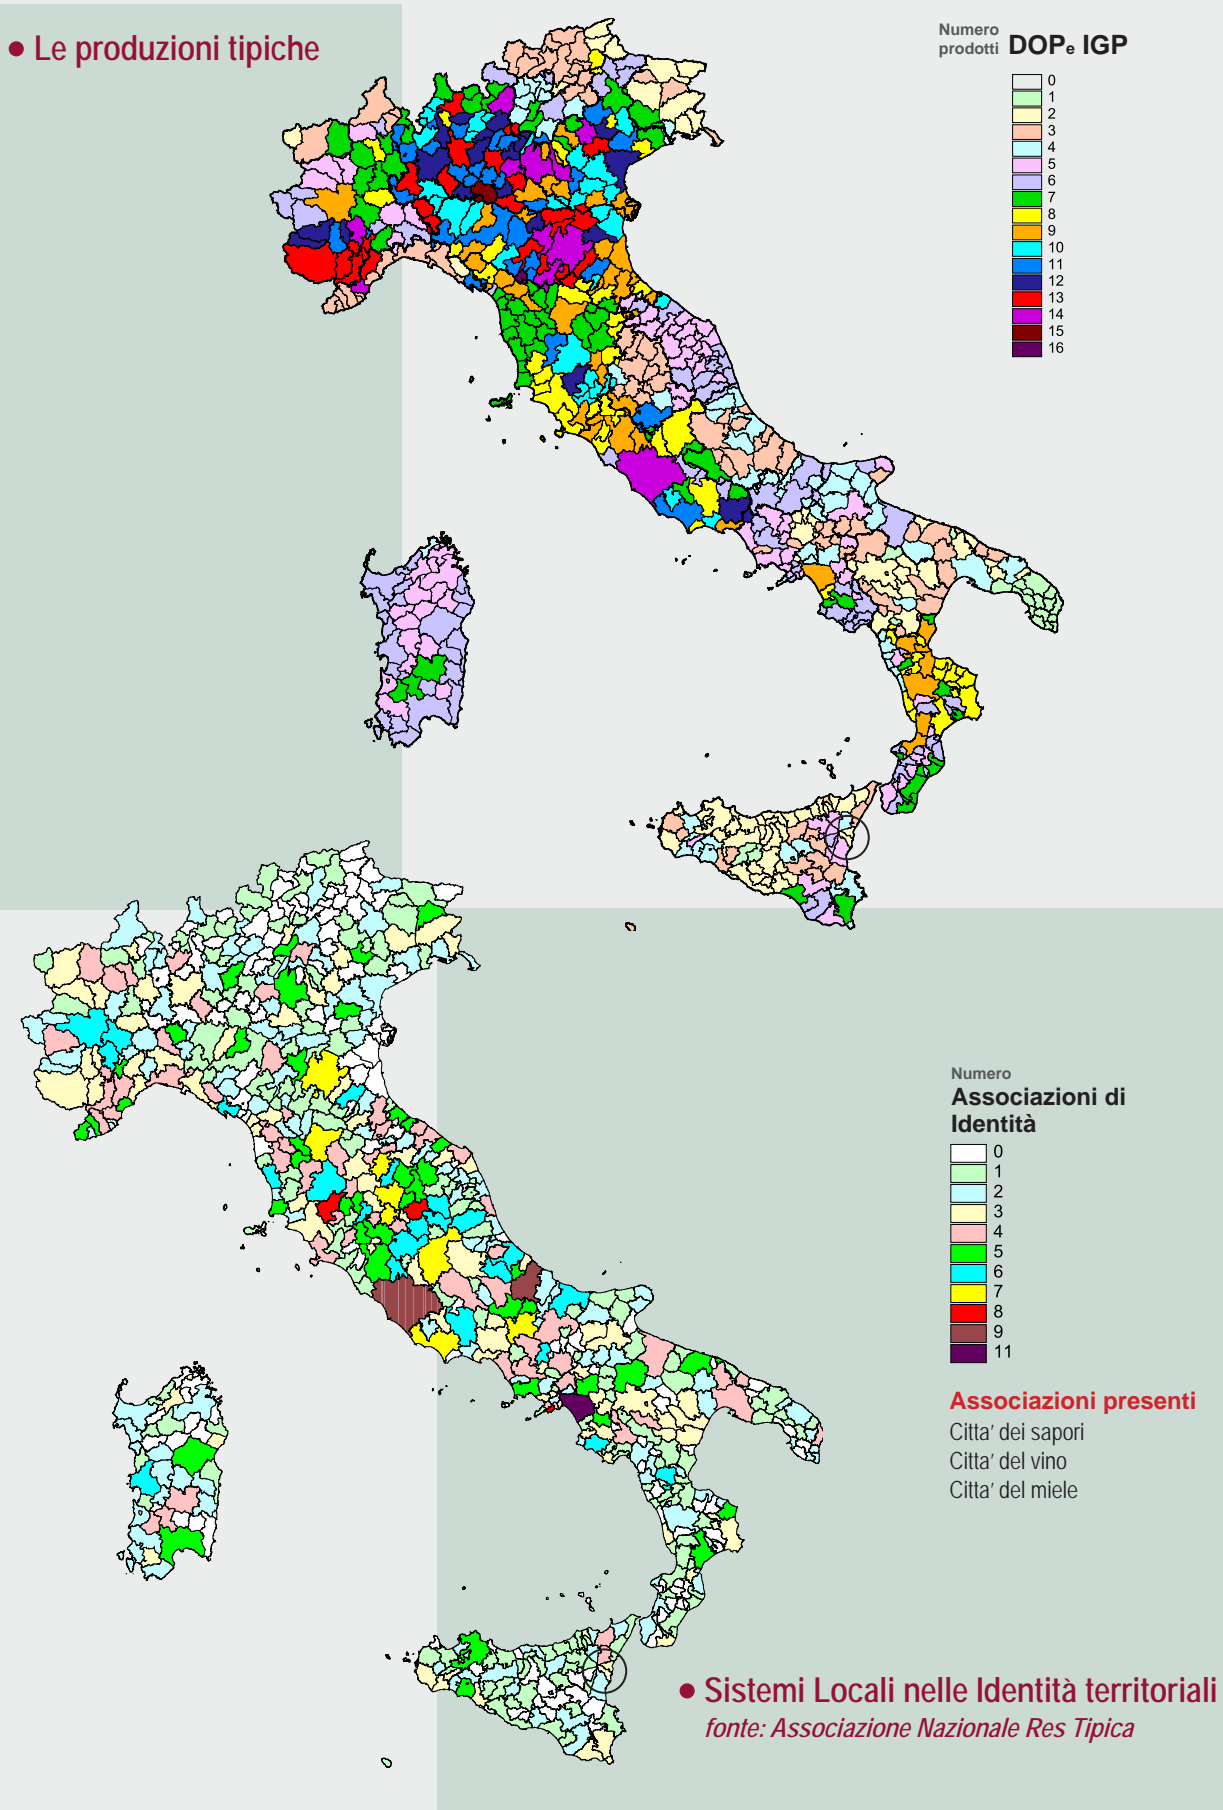 • Le produzioni tipiche
Numero
prodotti DOPe IGP
0
1
2
3
4
5
6
7
8
9
10
11
12
13
14
15
16
Numero
Associazioni di
Identità
0
1
2
3
4
5
6
7
8
9
11
Associazioni presenti
Citta' dei sapori
Citta' del vino
Citta' del miele
• Sistemi Locali nelle Identità territoriali
fonte: Associazione Nazionale Res Tipica